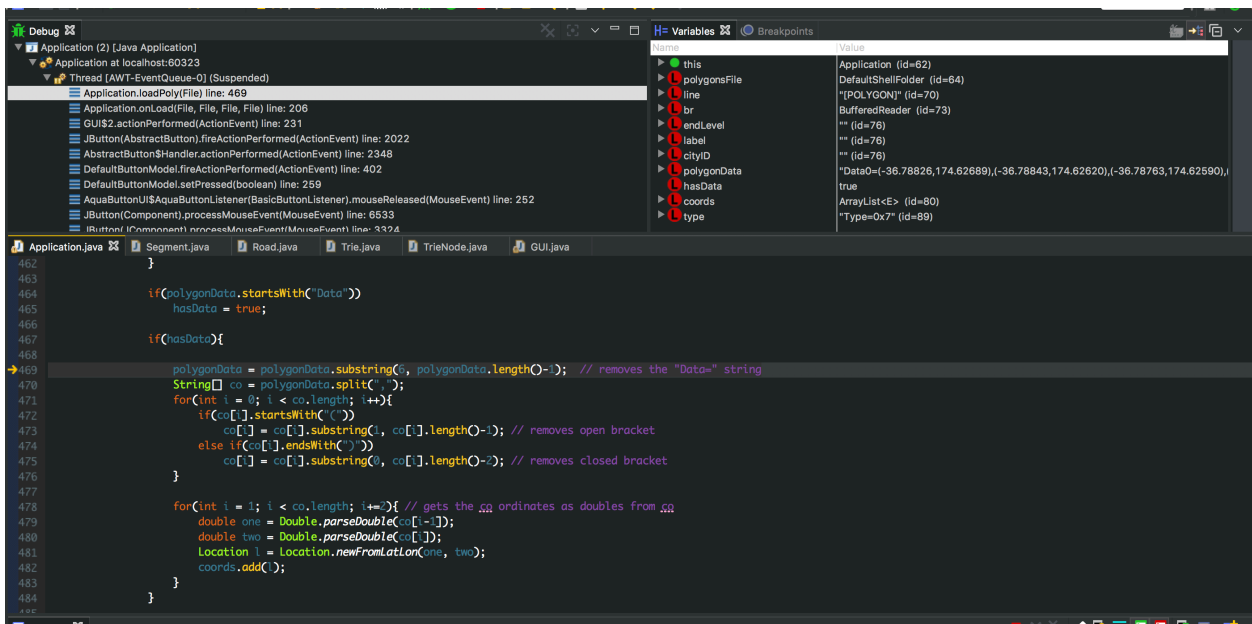 Debug
Application (2) [Java Application]
Application at localhost:60323
Thread [AWT-EventQueue-0] (Suspended)
Application.loadPoly(File) line: 469
Application.onLoad(File, File, File, File) line: 206
GUI$2.actionPerformed(ActionEvent) line: 231
JButton(AbstractButton).fireActionPerformed(ActionEvent) line: 2022
AbstractButton$Handler.actionPerformed(ActionEvent) line: 2348
DefaultButtonModel.fireActionPerformed(ActionEvent) line: 402
DefaultButtonModel.setPressed(boolean) line: 259
AquaButtonUI$AquaButtonListener(BasicButtonListener).mouseReleased(MouseEvent) line: 252
JButton(Component).processMouseEvent(MouseEvent) line: 6533
JButton(JComponent).processMouseEvent(MouseEvent) line: 3324
H= Variables Breakpoints
Name Value
this Application (id=62)
polygonsFile DefaultShellFolder (id=64)
line "[POLYGON]" (id=70)
br BufferedReader (id=73)
endLevel "" (id=76)
label "" (id=76)
cityID "" (id=76)
polygonData "Data0=(-36.78826,174.62689),(-36.78843,174.62620),(-36.78763,174.62590),(
hasData true
coords ArrayList<E> (id=80)
type "Type=0x7" (id=89)
Application.java Segment.java Road.java Trie.java TrieNode.java GUI.java
462 }
463
464 if(polygonData.startsWith("Data"))
465 hasData = true;
466
467 if(hasData){
468
469 polygonData = polygonData.substring(6, polygonData.length()-1); // removes the "Data=" string
470 String[] co = polygonData.split(",");
471 for(int i = 0; i < co.length; i++){
472 if(co[i].startsWith("("))
473 co[i] = co[i].substring(1, co[i].length()-1); // removes open bracket
474 else if(co[i].endsWith(")"))
475 co[i] = co[i].substring(0, co[i].length()-2); // removes closed bracket
476 }
477
478 for(int i = 1; i < co.length; i+=2){ // gets the co ordinates as doubles from co
479 double one = Double.parseDouble(co[i-1]);
480 double two = Double.parseDouble(co[i]);
481 Location l = Location.newFromLatLon(one, two);
482 coords.add(l);
483 }
484 }
485